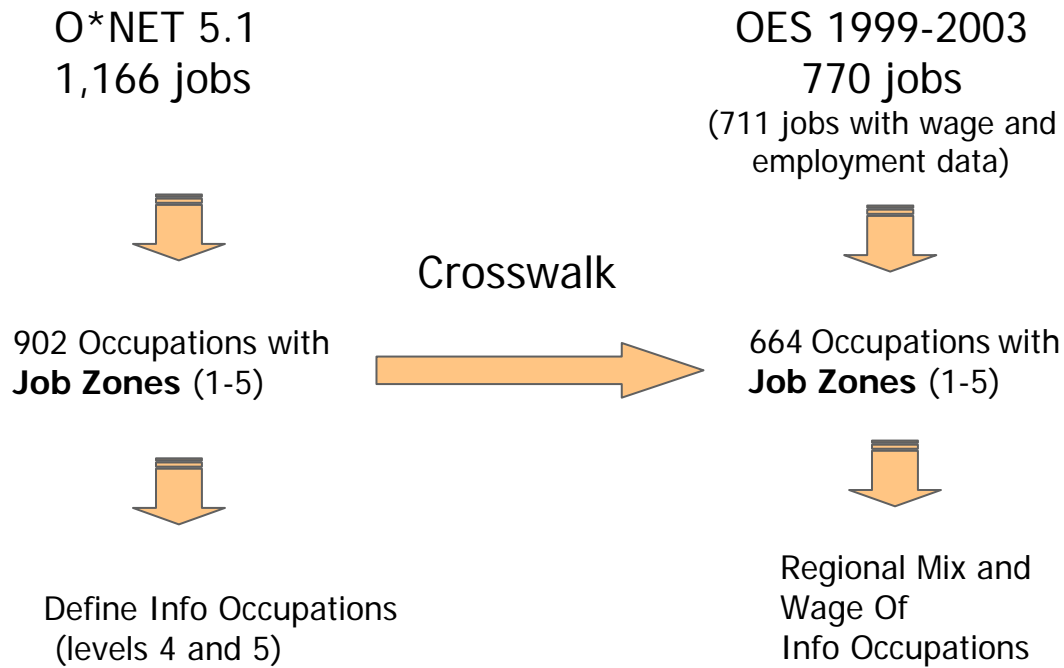 O*NET 5.1
1,166 jobs
OES 1999-2003
770 jobs
(711 jobs with wage and
employment data)
Crosswalk
902 Occupations with
Job Zones (1-5)
664 Occupations with
Job Zones (1-5)
Define Info Occupations
(levels 4 and 5)
Regional Mix and
Wage Of
Info Occupations